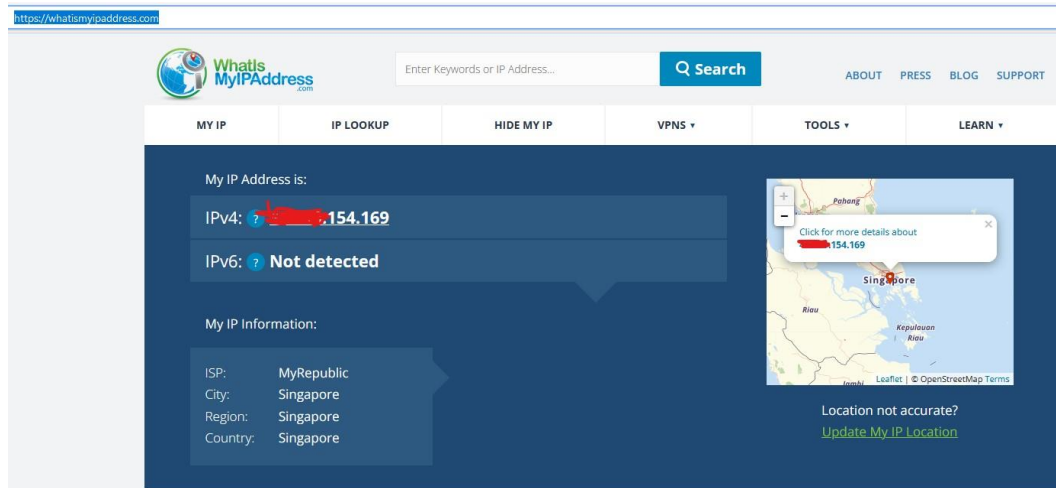 https://whatismyipaddress.com
WhatIs
MyIPAddress
.com
Enter Keywords or IP Address...
Search
ABOUT PRESS BLOG SUPPORT
MY IP IP LOOKUP HIDE MY IP VPNS ▾ TOOLS ▾ LEARN ▾
My IP Address is:
IPv4: ? .154.169
IPv6: ? Not detected
My IP Information:
ISP: MyRepublic
City: Singapore
Region: Singapore
Country: Singapore
+
−
Pahang
Click for more details about
154.169
×
Singapore
Riau
Kepulauan
Riau
Jambi
Leaflet | © OpenStreetMap Terms
Location not accurate?
Update My IP Location